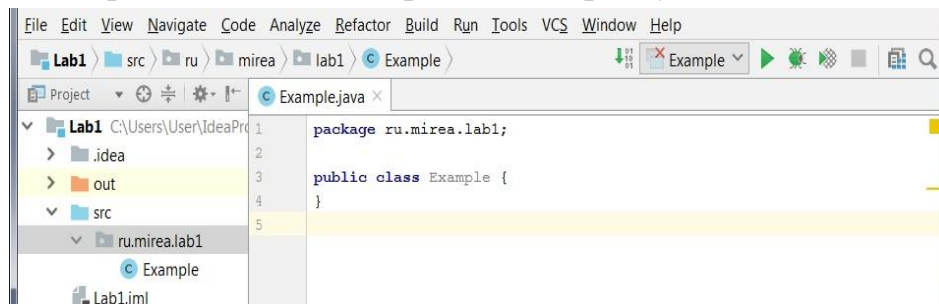 File Edit View Navigate Code Analyze Refactor Build Run Tools VCS Window Help
Lab1 src ru mirea lab1 Example Example
Project Example.java
Lab1 C:\Users\User\IdeaPro
.idea
out
src
ru.mirea.lab1
Example
Lab1.iml
1 package ru.mirea.lab1;
2
3 public class Example {
4 }
5